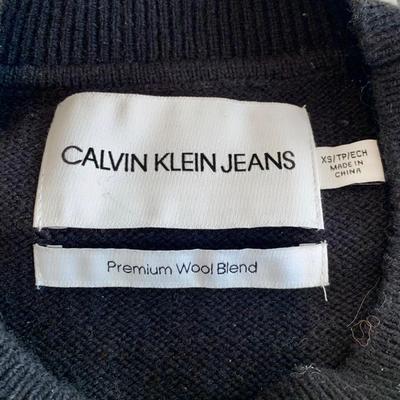 CALVIN KLEIN JEANS
XS/TP/ECH
MADE IN
CHINA
Premium Wool Blend